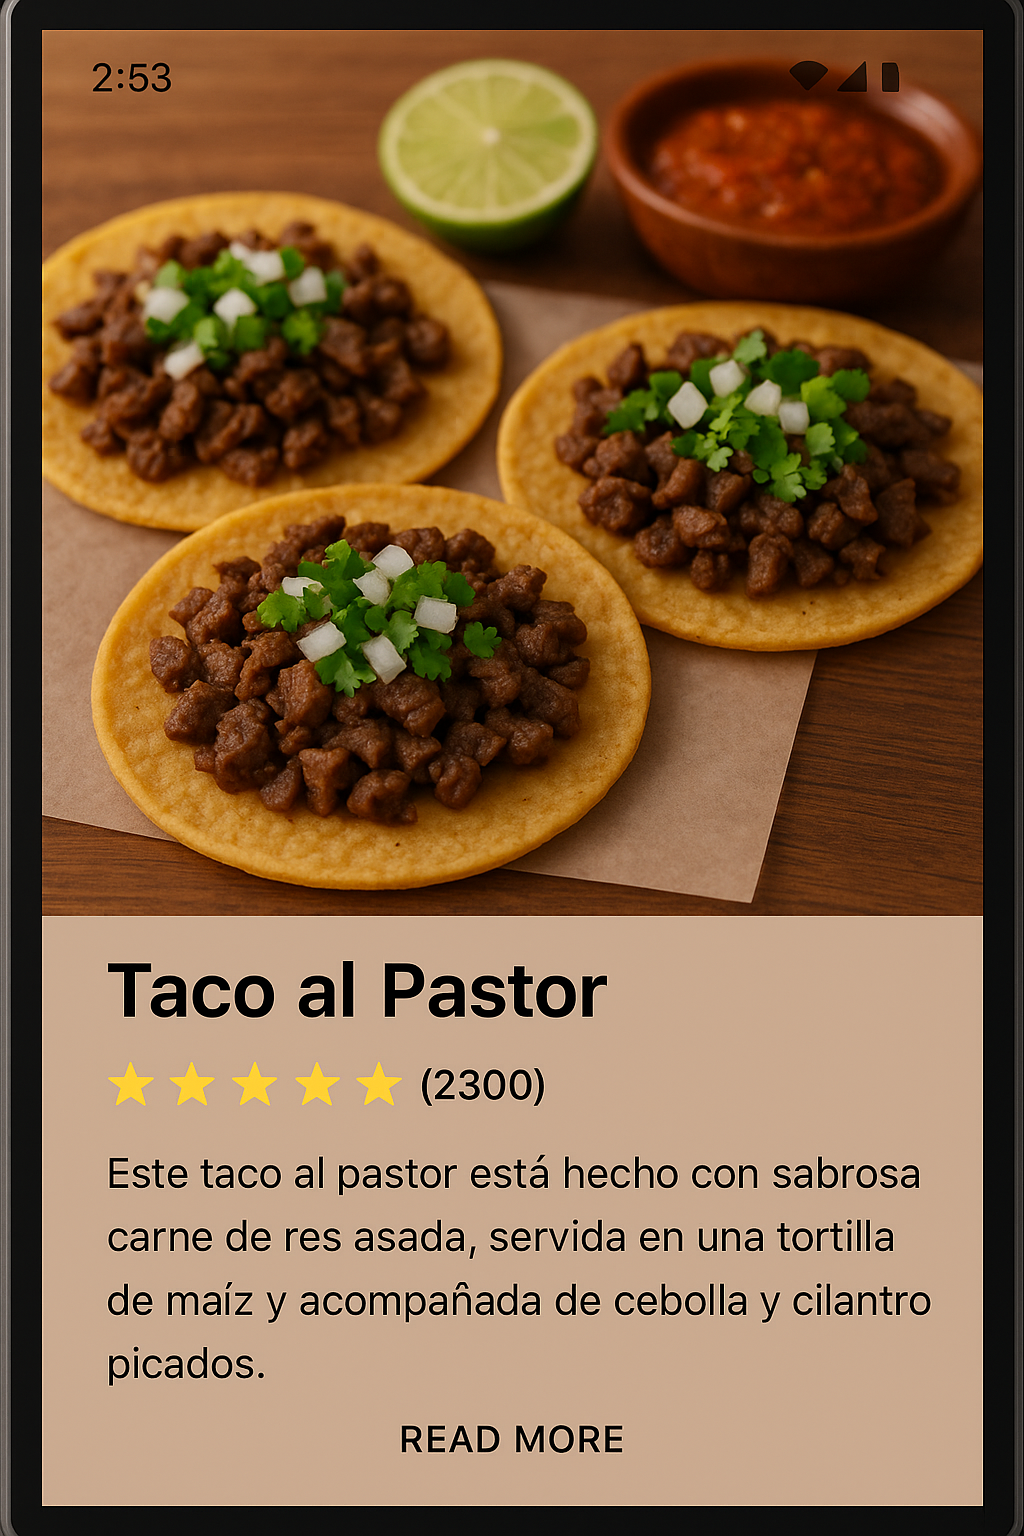 2:53
Taco al Pastor
(2300)
Este taco al pastor está hecho con sabrosa
carne de res asada, servida en una tortilla
de maíz y acompañada de cebolla y cilantro
picados.
READ MORE